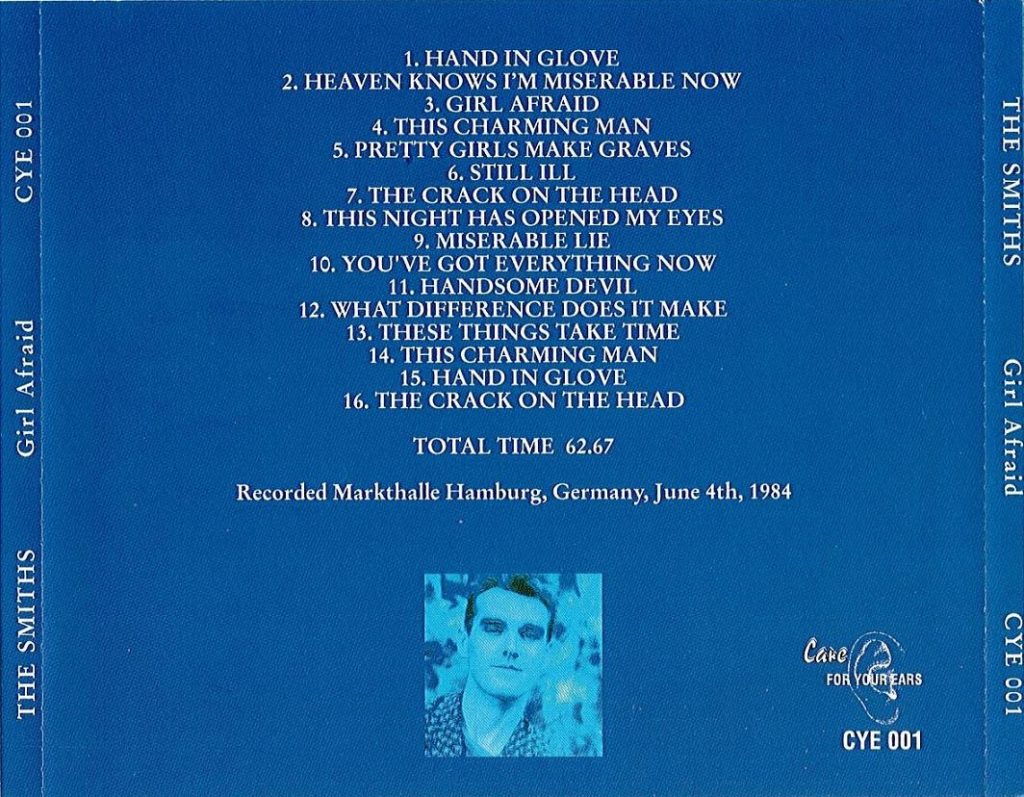 1. HAND IN GLOVE
2. HEAVEN KNOWS I'M MISERABLE NOW
3. GIRL AFRAID
4. THIS CHARMING MAN
5. PRETTY GIRLS MAKE GRAVES
6. STILL ILL
7. THE CRACK ON THE HEAD
8. THIS NIGHT HAS OPENED MY EYES
9. MISERABLE LIE
10. YOU'VE GOT EVERYTHING NOW
11. HANDSOME DEVIL
12. WHAT DIFFERENCE DOES IT MAKE
13. THESE THINGS TAKE TIME
14. THIS CHARMING MAN
15. HAND IN GLOVE
16. THE CRACK ON THE HEAD
TOTAL TIME 62.67
Recorded Markthalle Hamburg, Germany, June 4th, 1984
Care
FOR YOUR EARS
CYE 001
THE SMITHS Girl Afraid CYE 001
THE SMITHS Girl Afraid CYE 001